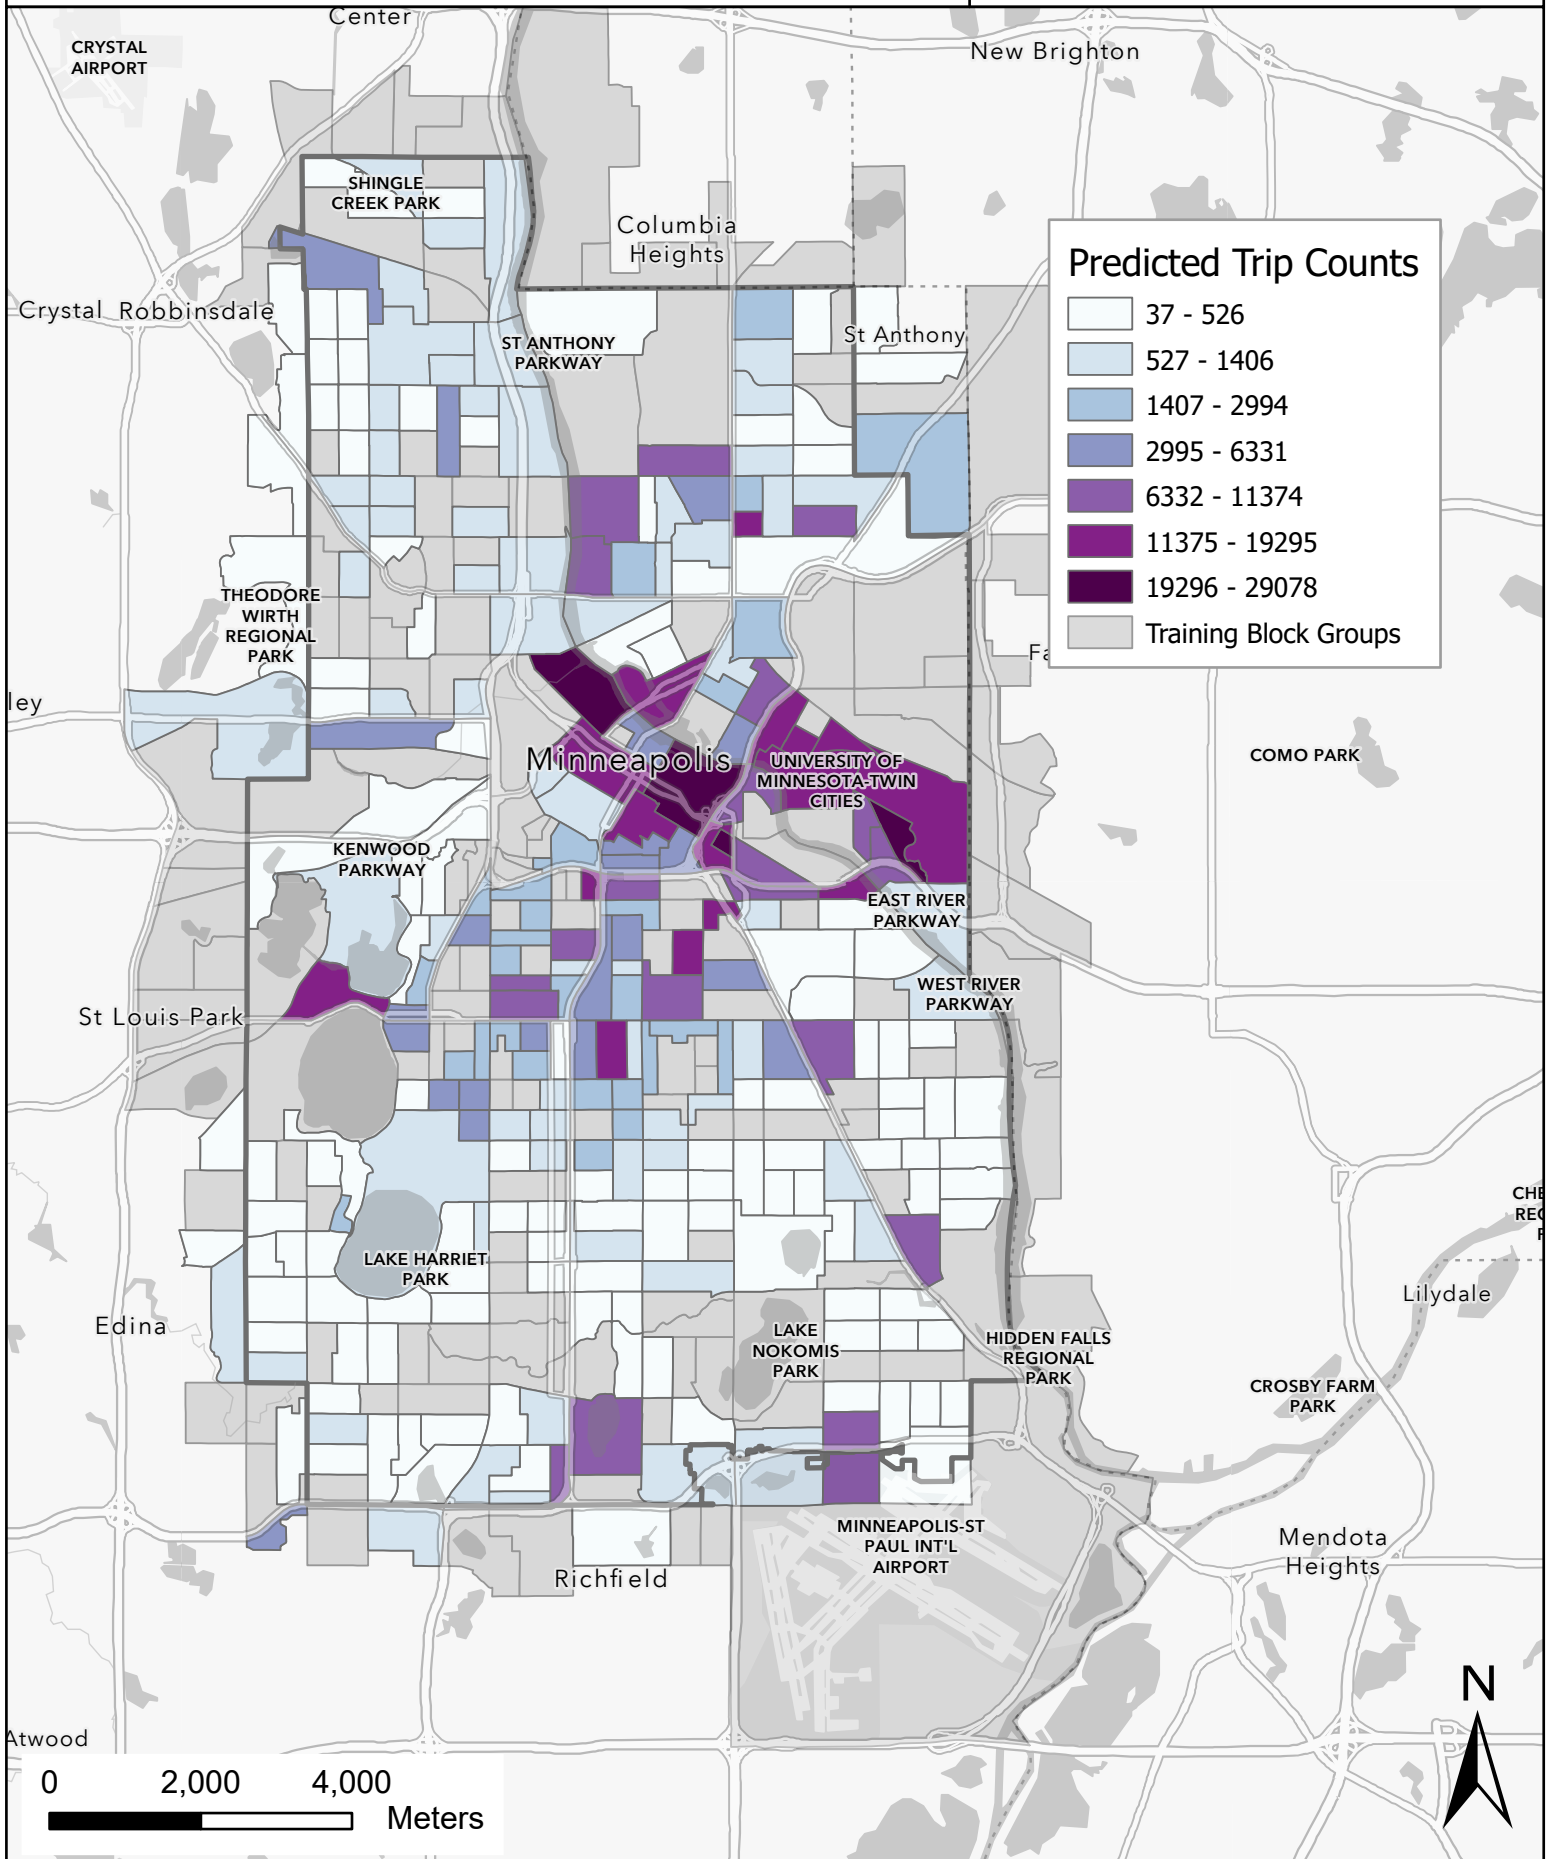 Center
CRYSTAL
AIRPORT
New Brighton
SHINGLE
CREEK PARK
Columbia
Heights
Predicted Trip Counts
37 - 526
527 - 1406
1407 - 2994
2995 - 6331
6332 - 11374
11375 - 19295
19296 - 29078
Training Block Groups
Crystal
Robbinsdale
ST ANTHONY
PARKWAY
St Anthony
THEODORE
WIRTH
REGIONAL
PARK
Fa
ley
Minneapolis
UNIVERSITY OF
MINNESOTA-TWIN
CITIES
COMO PARK
KENWOOD
PARKWAY
EAST RIVER
PARKWAY
WEST RIVER
PARKWAY
St Louis Park
CHE
REG
P
LAKE HARRIET
PARK
Lilydale
Edina
LAKE
NOKOMIS
PARK
HIDDEN FALLS
REGIONAL
PARK
CROSBY FARM
PARK
MINNEAPOLIS-ST
PAUL INT'L
AIRPORT
Mendota
Heights
Richfield
N
Atwood
0 2,000 4,000
Meters